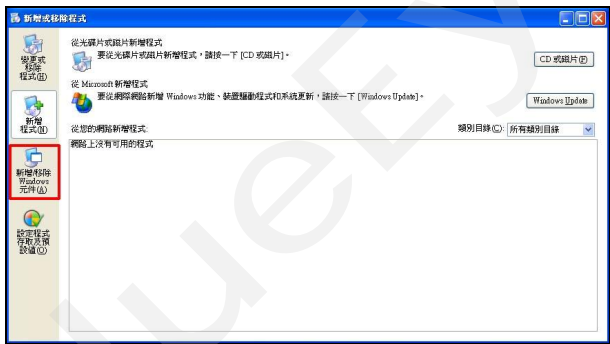 新增或移除程式
變更或
移除
程式(H)
新增
程式(N)
新增/移除
Windows
元件(A)
設定程式
存取及預
設值(O)
從光碟片或磁片新增程式
要從光碟片或磁片新增程式，請按一下 [CD 或磁片]。
CD 或磁片(F)
從 Microsoft 新增程式
要從網際網路新增 Windows 功能、裝置驅動程式和系統更新，請按一下 [Windows Update]。
Windows Update
從您的網路新增程式:
類別目錄(C): 所有類別目錄
網路上沒有可用的程式